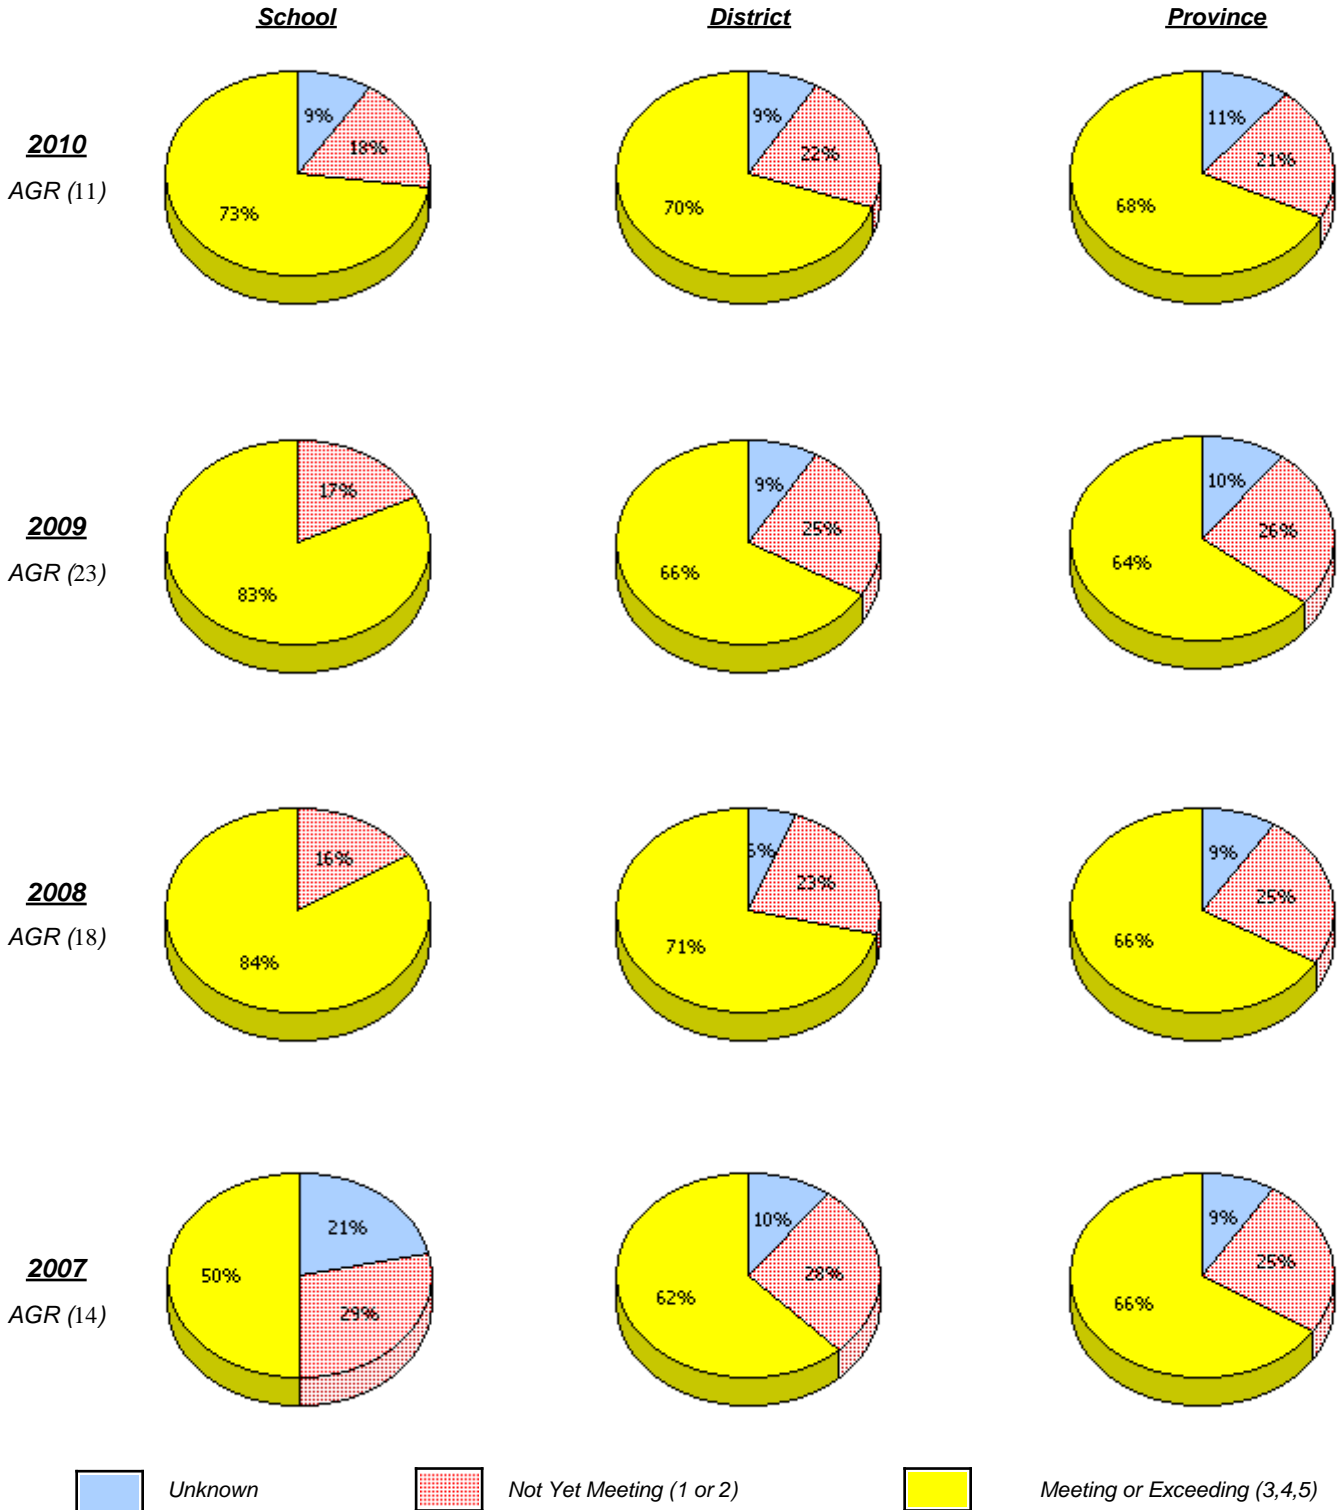 School District Province
2010
AGR (11)
9% 18% 73%
9% 22% 70%
11% 21% 68%
2009
AGR (23)
17% 83%
9% 25% 66%
10% 26% 64%
2008
AGR (18)
16% 84%
23% 71%
9% 25% 66%
2007
AGR (14)
21% 50% 29%
10% 28% 62%
9% 25% 66%
Unknown Not Yet Meeting (1 or 2) Meeting or Exceeding (3,4,5)